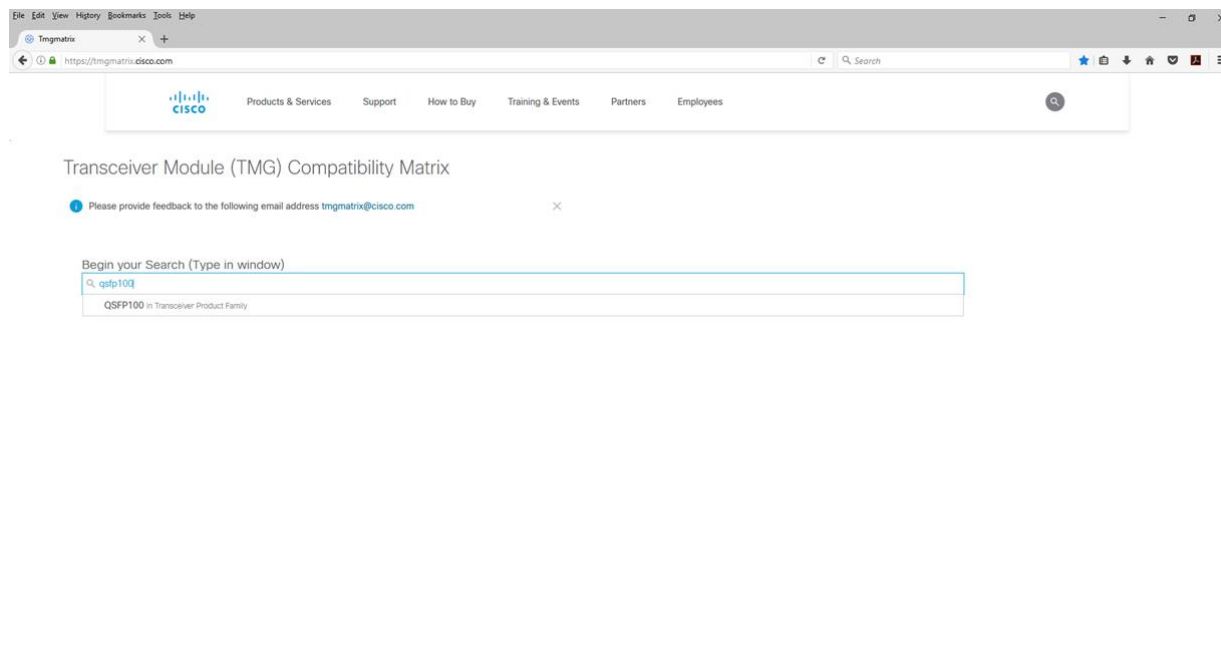 File Edit View History Bookmarks Tools Help
Tmgmatrix
https://tmgmatrix.cisco.com
Search
CISCO
Products & Services Support How to Buy Training & Events Partners Employees
Transceiver Module (TMG) Compatibility Matrix
Please provide feedback to the following email address tmgmatrix@cisco.com
Begin your Search (Type in window)
qsfp100
QSFP100 in Transceiver Product Family